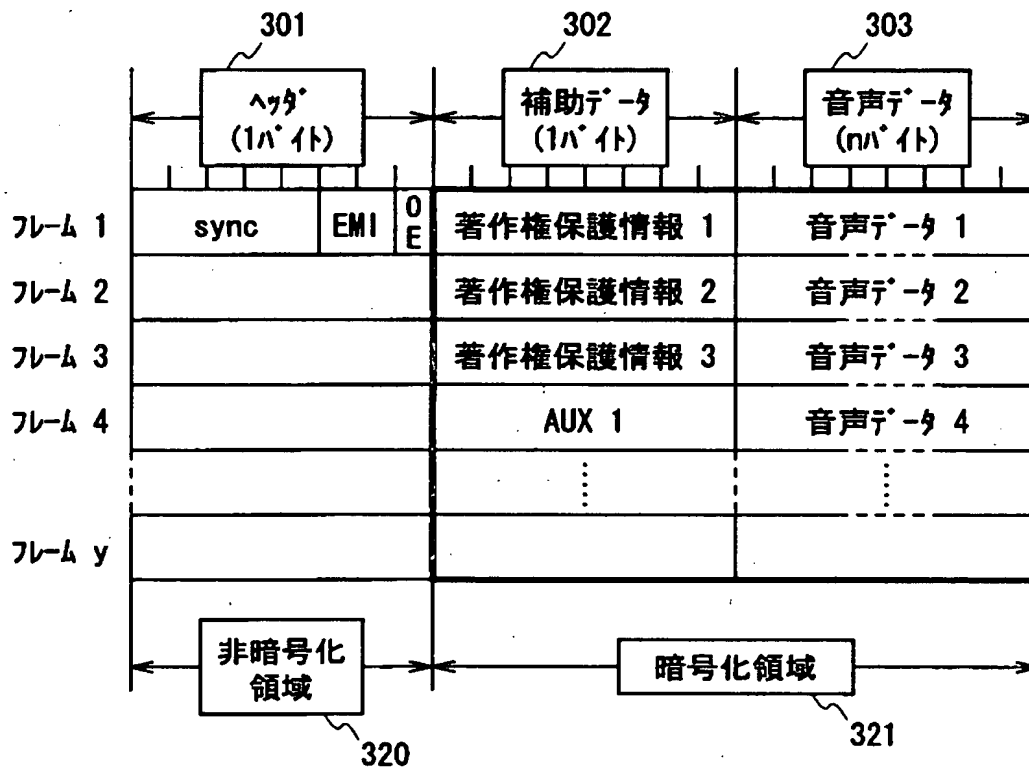 301
302
303
ヘッダ
(1バイト)
補助データ
(1バイト)
音声データ
(nバイト)
フレーム 1
sync
EMI
O
E
著作権保護情報 1
音声データ 1
フレーム 2
著作権保護情報 2
音声データ 2
フレーム 3
著作権保護情報 3
音声データ 3
フレーム 4
AUX 1
音声データ 4
フレーム y
非暗号化
領域
暗号化領域
320
321